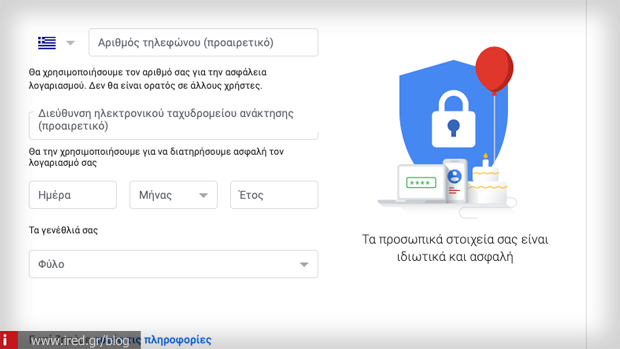 Αριθμός τηλεφώνου (προαιρετικό)
Θα χρησιμοποιήσουμε τον αριθμό σας για την ασφάλεια
λογαριασμού. Δεν θα είναι ορατός σε άλλους χρήστες.
Διεύθυνση ηλεκτρονικού ταχυδρομείου ανάκτησης
(προαιρετικό)
Θα την χρησιμοποιήσουμε για να διατηρήσουμε ασφαλή τον
λογαριασμό σας
Ημέρα
Μήνας
Έτος
Τα γενέθλιά σας
Φύλο
****
Τα προσωπικά στοιχεία σας είναι
ιδιωτικά και ασφαλή
πληροφορίες
i www.ired.gr/blog